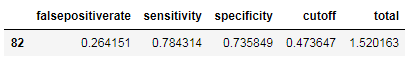 falsepositiverate sensitivity specificity cutoff total
82 0.264151 0.784314 0.735849 0.473647 1.520163